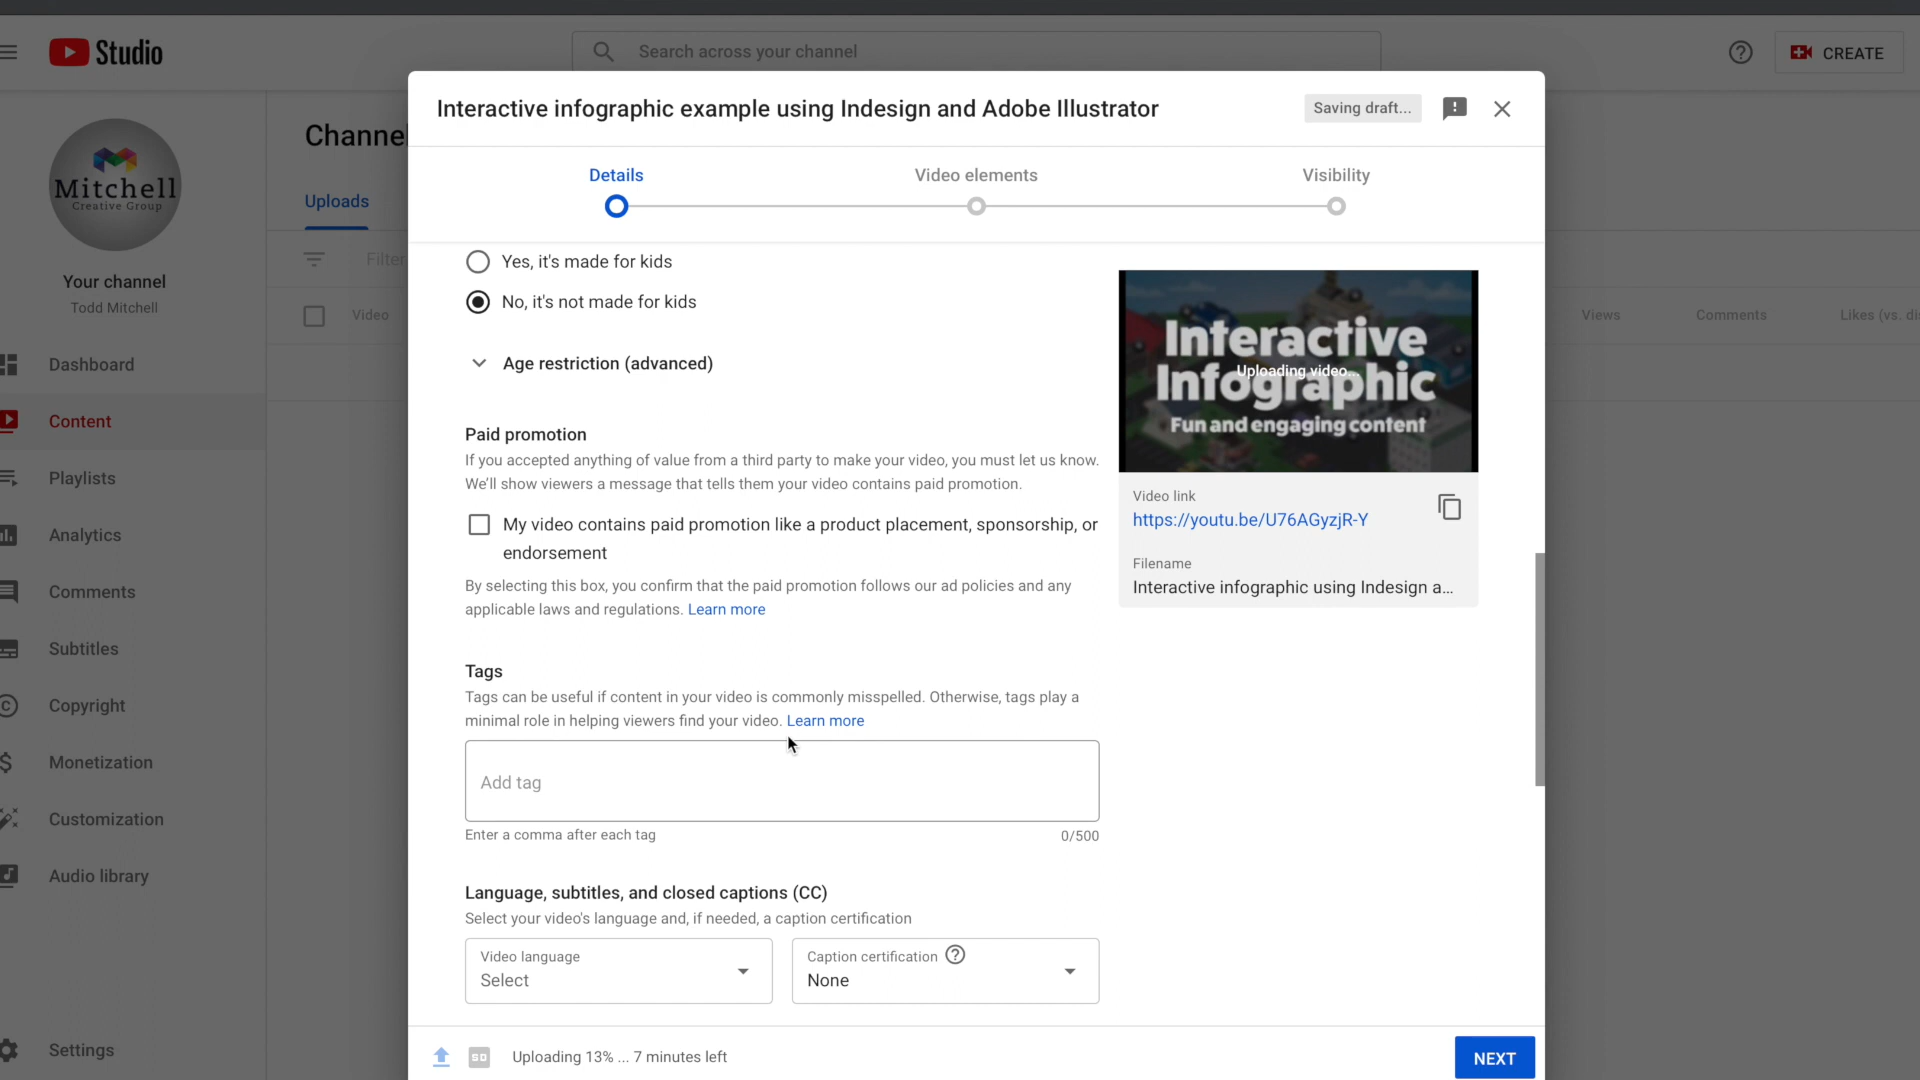 Studio
Search across your channel
CREATE
Mitchell
Creative Group
Your channel
Todd Mitchell
Dashboard
Content
Playlists
Analytics
Comments
Subtitles
Copyright
Monetization
Customization
Audio library
Settings
Channel
Uploads
Filter
Video
Views
Comments
Likes (vs.
Interactive infographic example using Indesign and Adobe Illustrator
Saving draft...
Details
Video elements
Visibility
Yes, it's made for kids
No, it's not made for kids
Age restriction (advanced)
Paid promotion
If you accepted anything of value from a third party to make your video, you must let us know.
We'll show viewers a message that tells them your video contains paid promotion.
My video contains paid promotion like a product placement, sponsorship, or
endorsement
By selecting this box, you confirm that the paid promotion follows our ad policies and any
applicable laws and regulations. Learn more
Tags
Tags can be useful if content in your video is commonly misspelled. Otherwise, tags play a
minimal role in helping viewers find your video. Learn more
Add tag
Enter a comma after each tag
0/500
Language, subtitles, and closed captions (CC)
Select your video's language and, if needed, a caption certification
Video language
Select
Caption certification
None
Interactive
Uploading video...
Infographic
Fun and engaging content
Video link
https://youtu.be/U76AGyzjR-Y
Filename
Interactive infographic using Indesign a...
SD
Uploading 13% ... 7 minutes left
NEXT